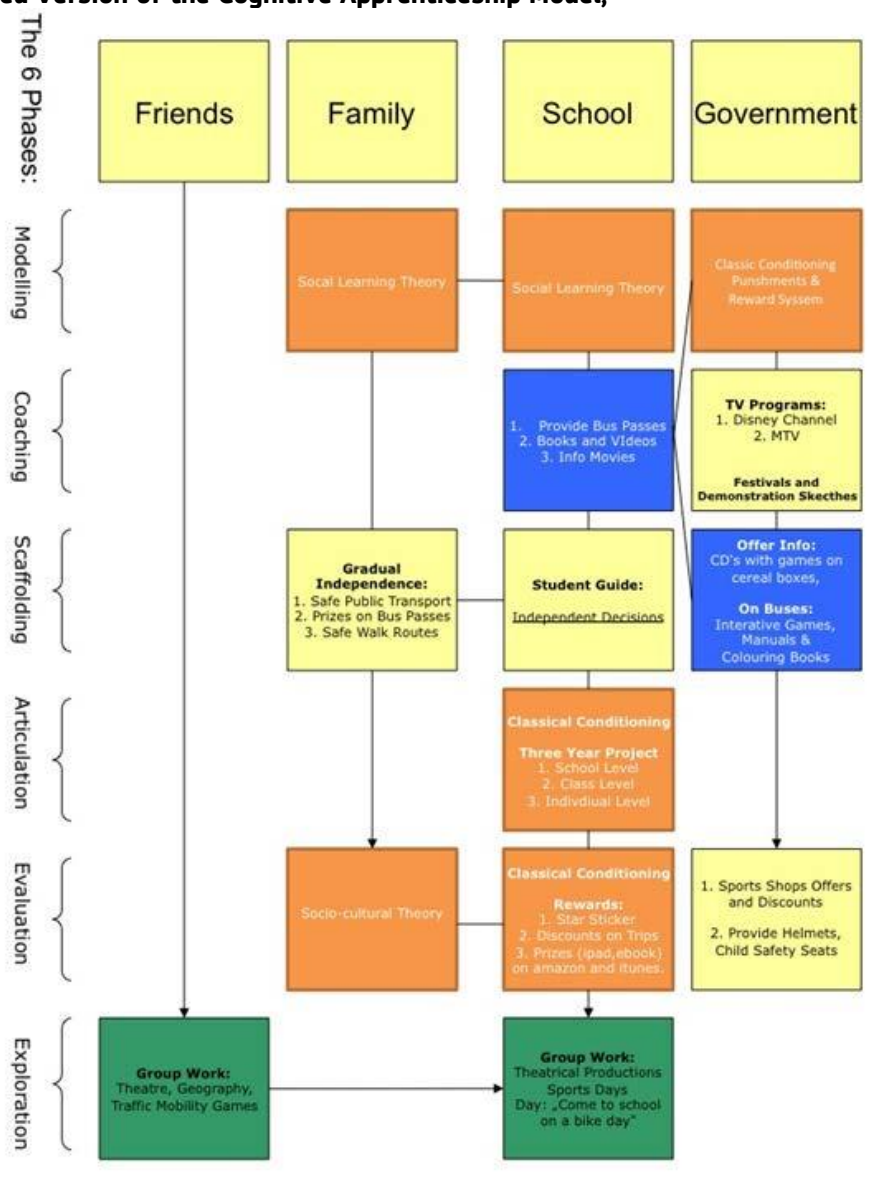 ed Version of the Cognitive Apprenticeship Model,
The 6 Phases:
Friends
Family
School
Government
Modelling
Socal Learning Theory
Social Learning Theory
Classic Conditioning
Punshments &
Reward Syssem
Coaching
1. Provide Bus Passes
2. Books and VIdeos
3. Info Movies
TV Programs:
1. Disney Channel
2. MTV
Festivals and
Demonstration Skecthes
Scaffolding
Gradual
Independence:
1. Safe Public Transport
2. Prizes on Bus Passes
3. Safe Walk Routes
Student Guide:
Independent Decisions
Offer Info:
CD's with games on
cereal boxes,
On Buses:
Interative Games,
Manuals &
Colouring Books
Articulation
Classical Conditioning
Three Year Project
1. School Level
2. Class Level
3. Indivdiual Level
Evaluation
Socio-cultural Theory
Classical Conditioning
Rewards:
1. Star Sticker
2. Discounts on Trips
3. Prizes (ipad,ebook)
on amazon and itunes.
1. Sports Shops Offers
and Discounts
2. Provide Helmets,
Child Safety Seats
Exploration
Group Work:
Theatre, Geography,
Traffic Mobility Games
Group Work:
Theatrical Productions
Sports Days
Day: „Come to school
on a bike day"